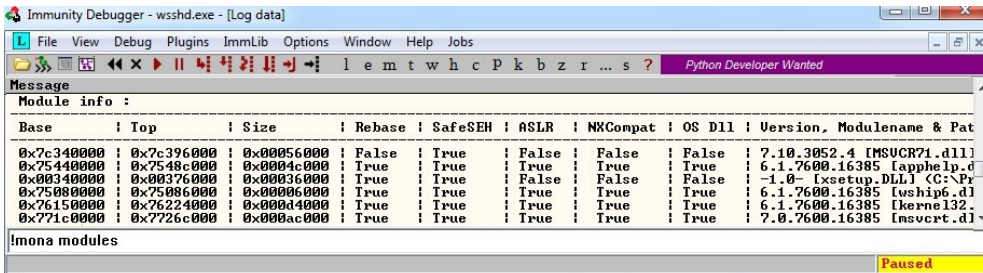 Immunity Debugger - wsshd.exe - [Log data]
L File View Debug Plugins ImmLib Options Window Help Jobs
l e m t w h c P k b z r ... s ? Python Developer Wanted
Message
Module info :
Base | Top | Size | Rebase | SafeSEH | ASLR | NXCompat | OS Dll | Version, Modulename & Pat
0x7c340000 | 0x7c396000 | 0x00056000 | False | True | False | False | False | 7.10.3052.4 [MSVCR71.dll]
0x75440000 | 0x7548c000 | 0x0004c000 | True | True | True | True | True | 6.1.7600.16385 [apphelp.d
0x00340000 | 0x00376000 | 0x00036000 | True | True | False | False | False | -1.0- [xsetup.DLL] (C:\Pr
0x75080000 | 0x75086000 | 0x00006000 | True | True | True | True | True | 6.1.7600.16385 [wship6.dl
0x76150000 | 0x76224000 | 0x000d4000 | True | True | True | True | True | 6.1.7600.16385 [kernel32.
0x771c0000 | 0x7726c000 | 0x000ac000 | True | True | True | True | True | 7.0.7600.16385 [msvcrt.dl
!mona modules
Paused